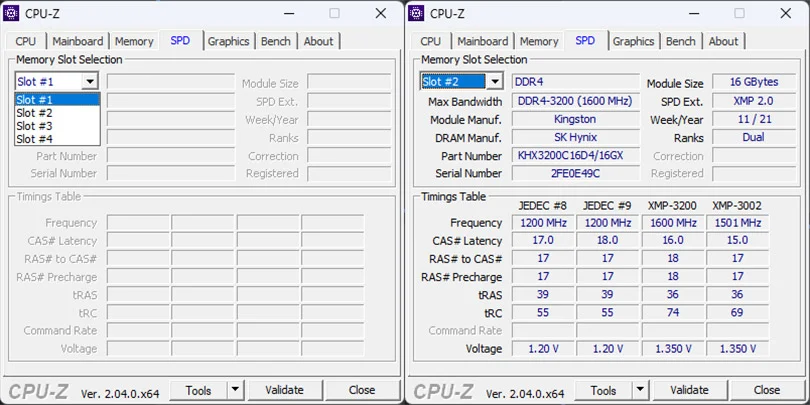 CPU-Z
CPU Mainboard Memory SPD Graphics Bench About
Memory Slot Selection
Slot #1
Slot #1
Slot #2
Slot #3
Slot #4
Module Size
SPD Ext.
Week/Year
Ranks
Part Number Correction
Serial Number Registered
Timings Table
Frequency
CAS# Latency
RAS# to CAS#
RAS# Precharge
tRAS
tRC
Command Rate
Voltage
CPU-Z Ver. 2.04.0.x64 Tools Validate Close
CPU-Z
CPU Mainboard Memory SPD Graphics Bench About
Memory Slot Selection
Slot #2 DDR4 Module Size 16 GBytes
Max Bandwidth DDR4-3200 (1600 MHz) SPD Ext. XMP 2.0
Module Manuf. Kingston Week/Year 11 / 21
DRAM Manuf. SK Hynix Ranks Dual
Part Number KHX3200C16D4/16GX Correction
Serial Number 2FE0E49C Registered
Timings Table
JEDEC #8 JEDEC #9 XMP-3200 XMP-3002
Frequency 1200 MHz 1200 MHz 1600 MHz 1501 MHz
CAS# Latency 17.0 18.0 16.0 15.0
RAS# to CAS# 17 17 18 17
RAS# Precharge 17 17 18 17
tRAS 39 39 36 36
tRC 55 55 74 69
Command Rate
Voltage 1.20 V 1.20 V 1.350 V 1.350 V
CPU-Z Ver. 2.04.0.x64 Tools Validate Close